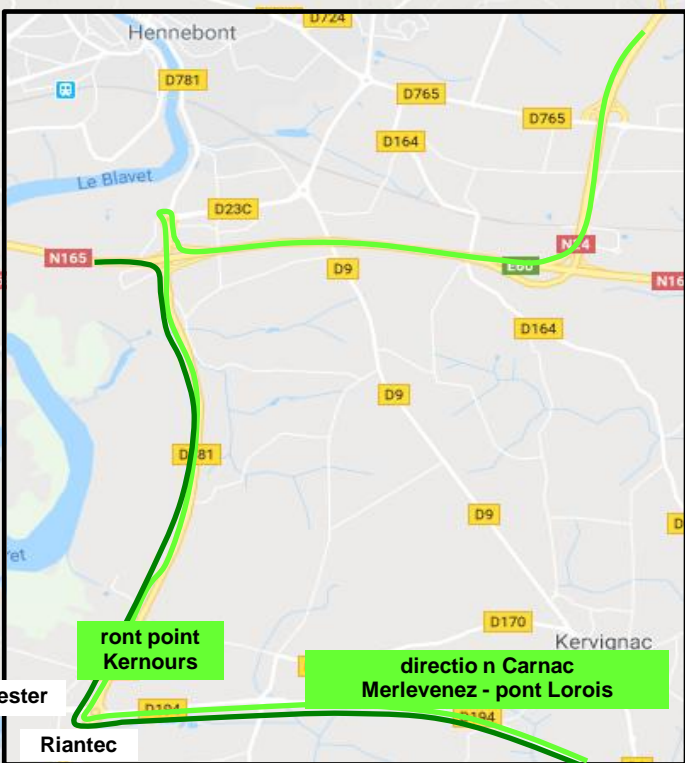 D724
Hennebont
D781
D765
D765
D164
Le Blavet
D23C
N24
N165
D9
E60
N16
D164
D9
D781
D9
D
ret
D170
ront point
Kernours
Kervignac
directio n Carnac
Merlevenez - pont Lorois
ester
D194
D194
Riantec